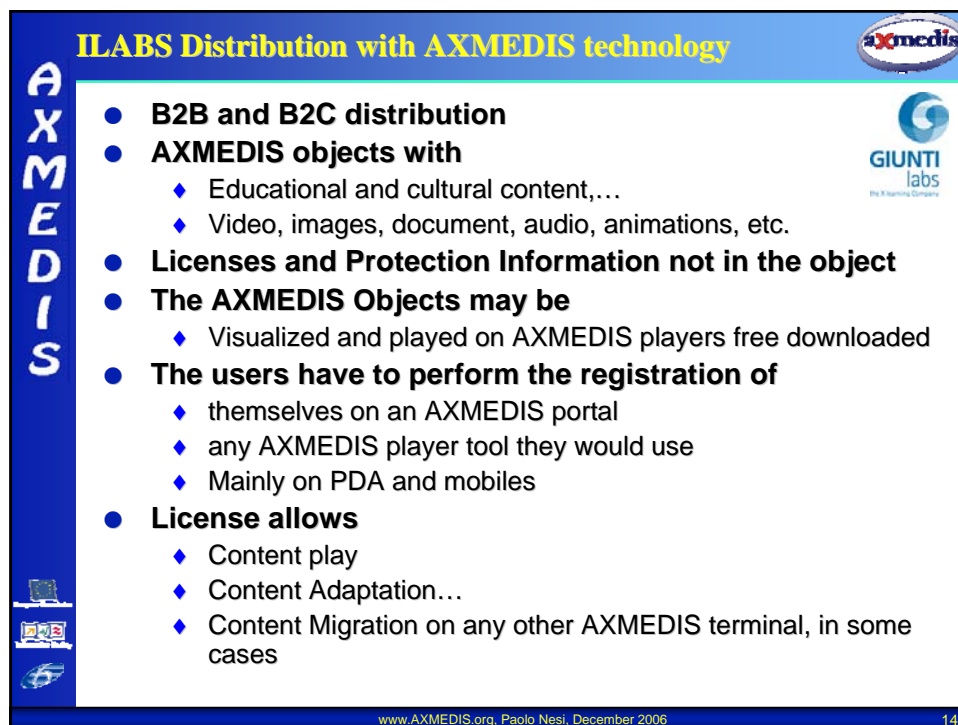 ILABS Distribution with AXMEDIS technology
axmedis
AXMEDIS
GIUNTI
labs
the X learning Company
● B2B and B2C distribution
● AXMEDIS objects with
♦ Educational and cultural content,…
♦ Video, images, document, audio, animations, etc.
● Licenses and Protection Information not in the object
● The AXMEDIS Objects may be
♦ Visualized and played on AXMEDIS players free downloaded
● The users have to perform the registration of
♦ themselves on an AXMEDIS portal
♦ any AXMEDIS player tool they would use
♦ Mainly on PDA and mobiles
● License allows
♦ Content play
♦ Content Adaptation…
♦ Content Migration on any other AXMEDIS terminal, in some
cases
www.AXMEDIS.org, Paolo Nesi, December 2006
14